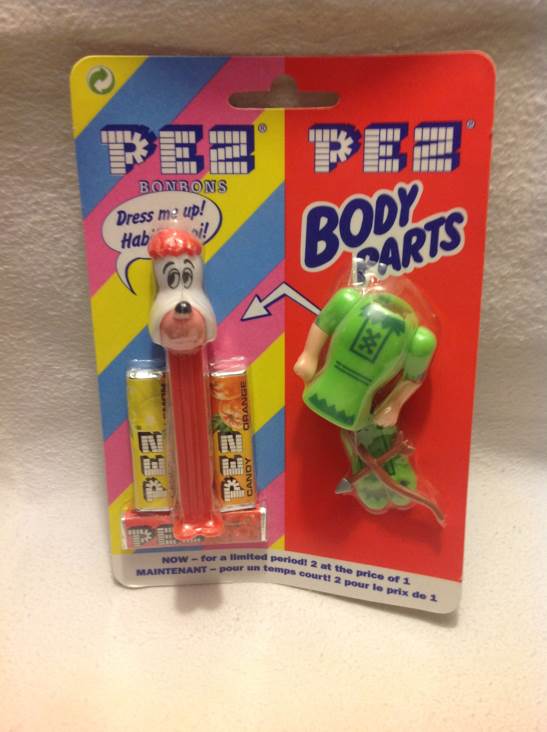 PEZ®
BONBONS
Dress me up!
PEZ®
BODY
PARTS
PEZ
PEZ
CANDY ORANGE
PEZ
NOW – for a limited period! 2 at the price of 1
MAINTENANT – pour un temps court! 2 pour le prix de 1